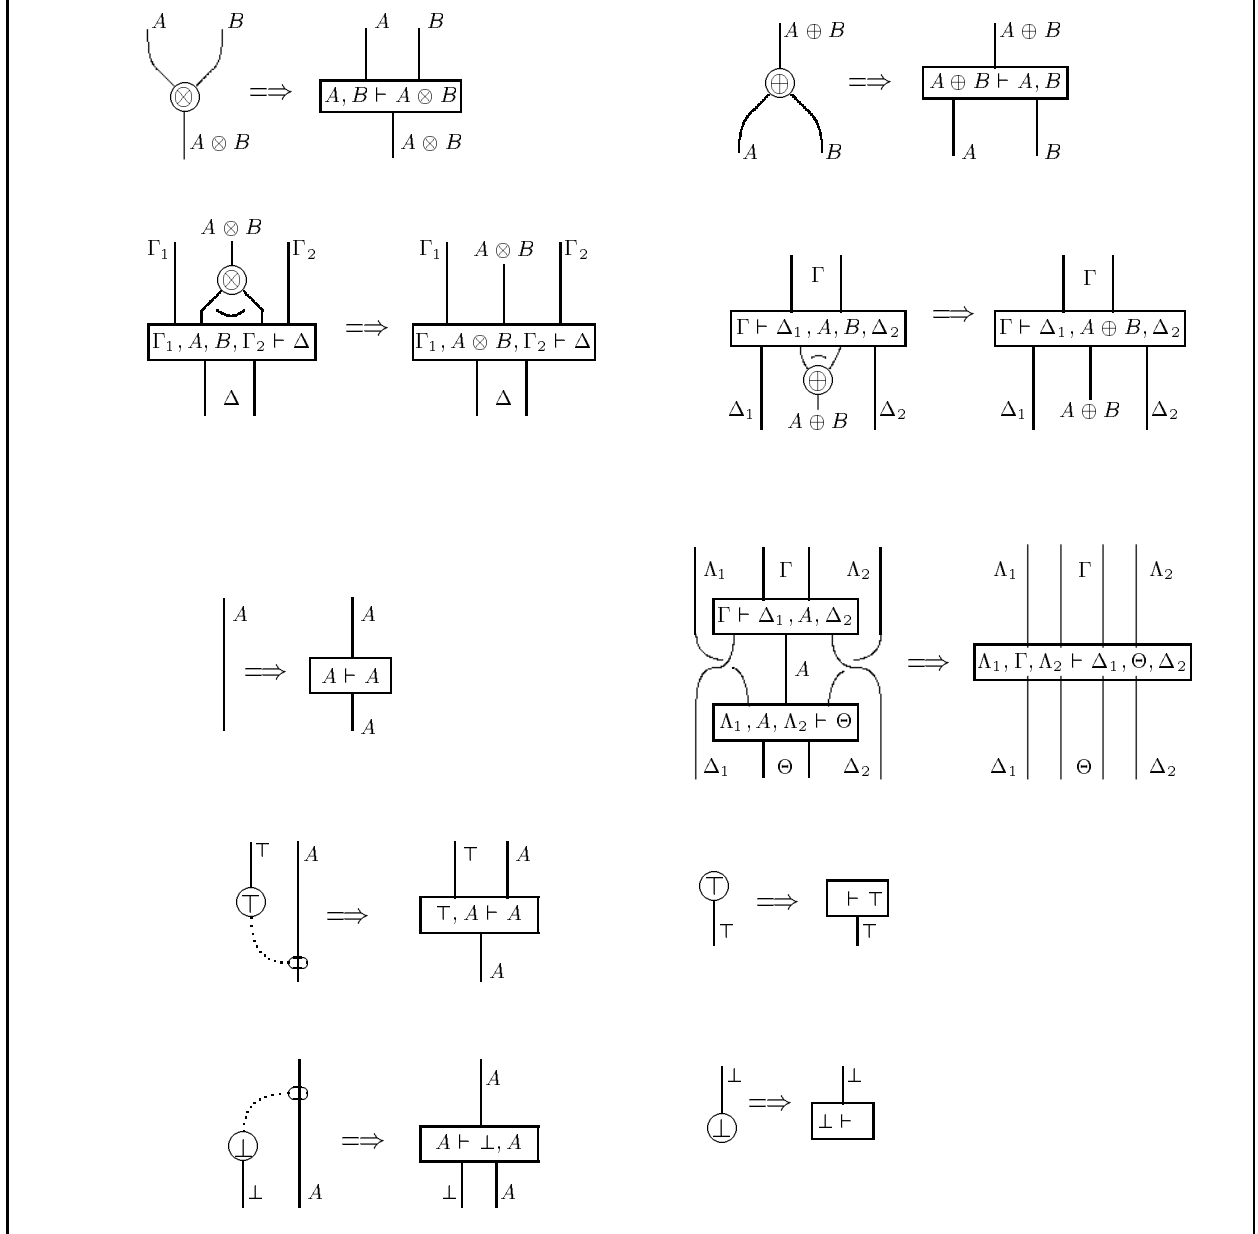 A B ⊗ A ⊗ B ⟹ A B A, B ⊢ A ⊗ B A ⊗ B
A ⊕ B ⊕ A B ⟹ A ⊕ B A ⊕ B ⊢ A, B A B
Γ₁ A ⊗ B Γ₂ ⊗ Γ₁, A, B, Γ₂ ⊢ Δ Δ ⟹ Γ₁ A ⊗ B Γ₂ Γ₁, A ⊗ B, Γ₂ ⊢ Δ Δ
Γ Γ ⊢ Δ₁, A, B, Δ₂ ⊕ Δ₁ A ⊕ B Δ₂ ⟹ Γ Γ ⊢ Δ₁, A ⊕ B, Δ₂ Δ₁ A ⊕ B Δ₂
A ⟹ A A ⊢ A A
Λ₁ Γ Λ₂ Γ ⊢ Δ₁, A, Δ₂ A Λ₁, A, Λ₂ ⊢ Θ Δ₁ Θ Δ₂ ⟹ Λ₁ Γ Λ₂ Λ₁, Γ, Λ₂ ⊢ Δ₁, Θ, Δ₂ Δ₁ Θ Δ₂
⊤ A ⊤ ⟹ ⊤ A ⊤, A ⊢ A A
⊤ ⊤ ⟹ ⊢ ⊤ ⊤
⊥ ⊥ A ⟹ A A ⊢ ⊥, A ⊥ A
⊥ ⊥ ⟹ ⊥ ⊥ ⊢